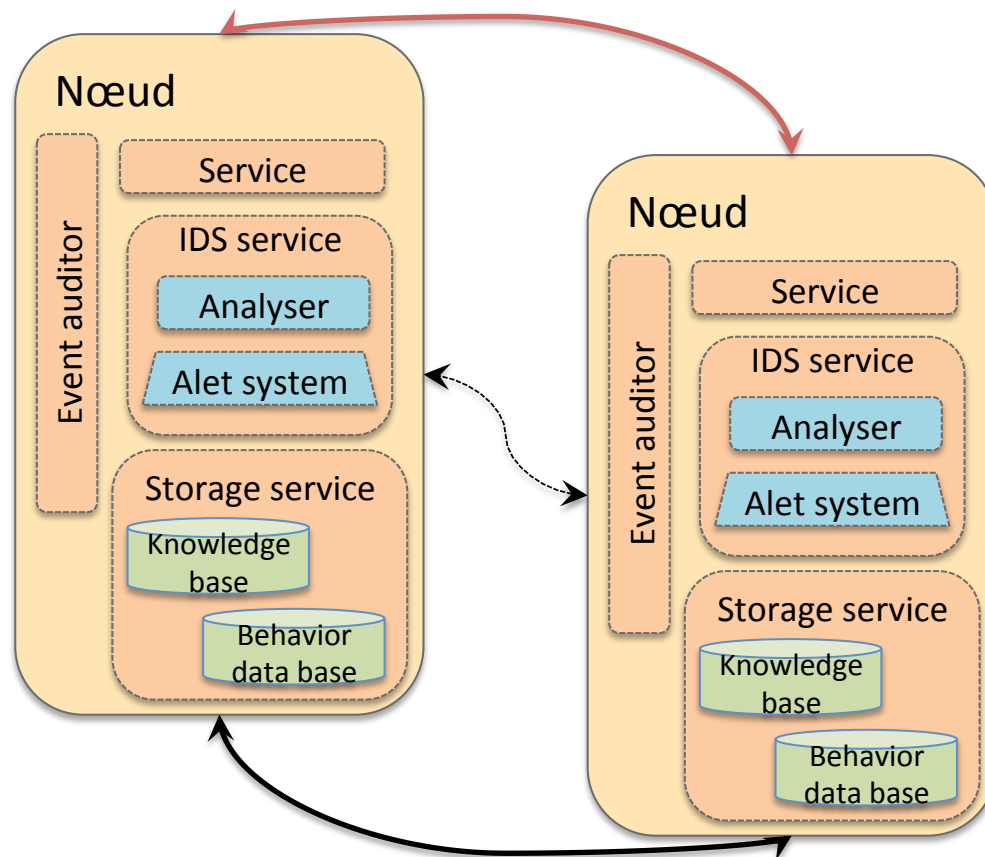 Nœud
Event auditor
Service
IDS service
Analyser
Alet system
Storage service
Knowledge
base
Behavior
data base
Nœud
Event auditor
Service
IDS service
Analyser
Alet system
Storage service
Knowledge
base
Behavior
data base